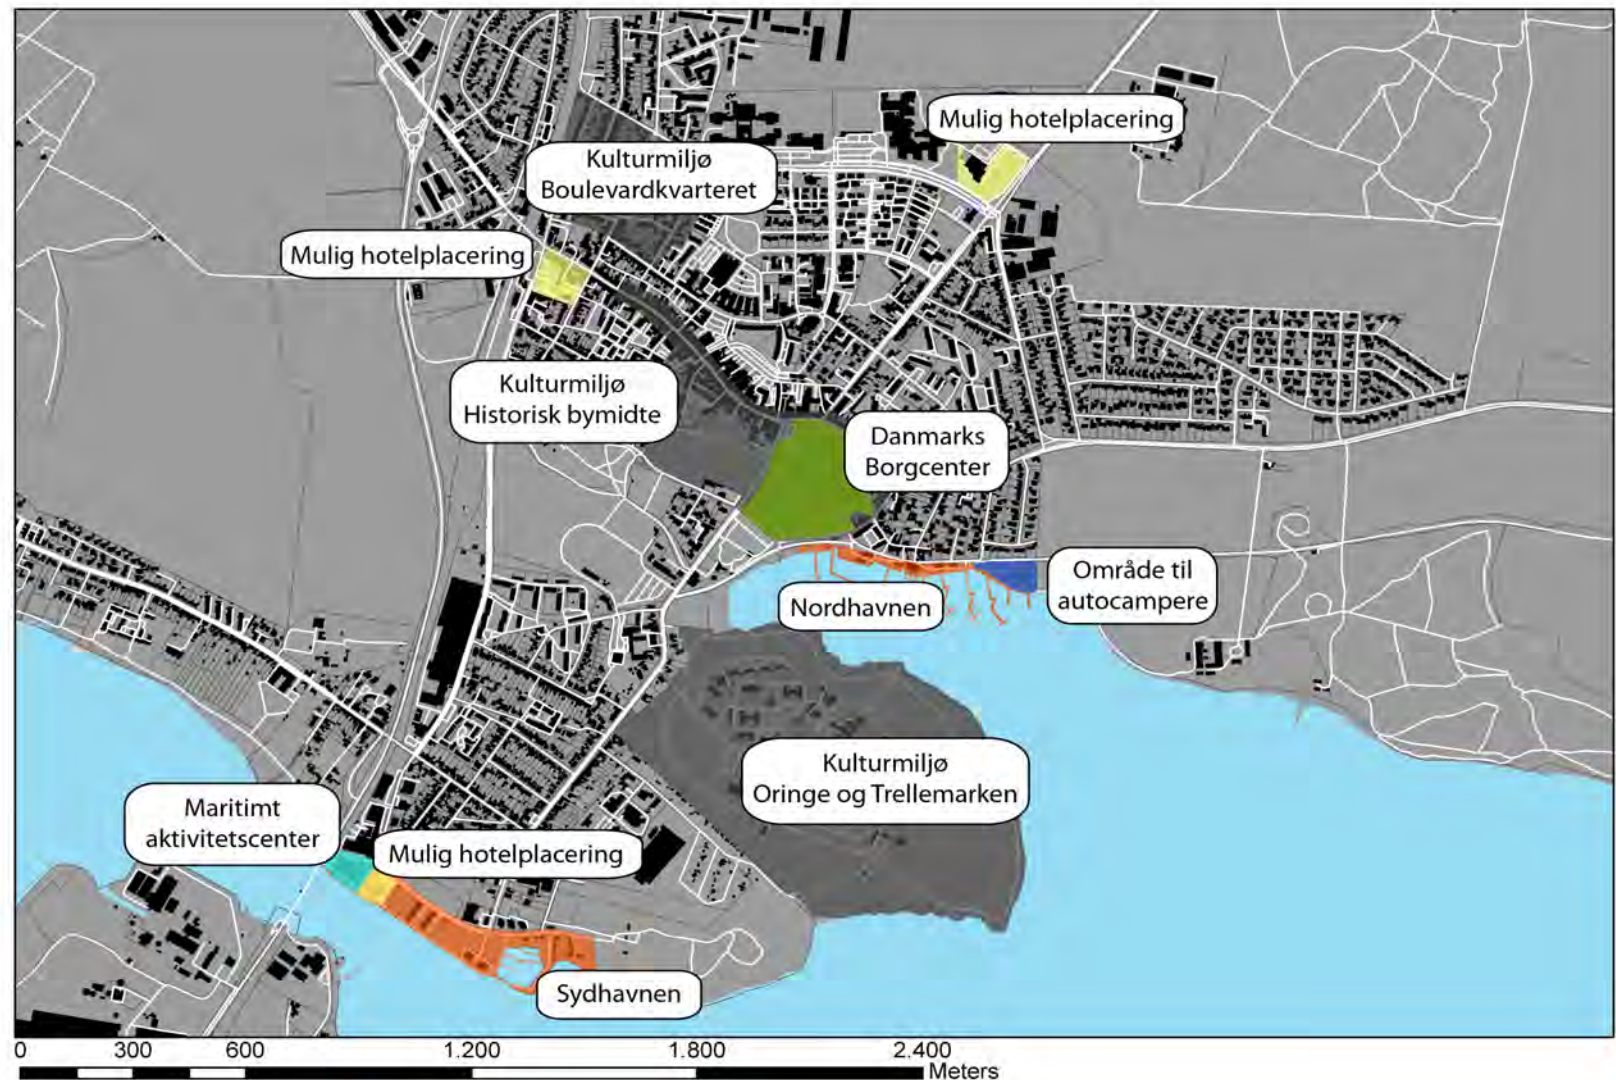 Mulig hotelplacering
Kulturmiljø
Boulevardkvarteret
Mulig hotelplacering
Kulturmiljø
Historisk bymidte
Danmarks
Borgcenter
Område til
autocampere
Nordhavnen
Kulturmiljø
Oringe og Trellemarken
Maritimt
aktivitetscenter
Mulig hotelplacering
Sydhavnen
0 300 600 1.200 1.800 2.400
Meters